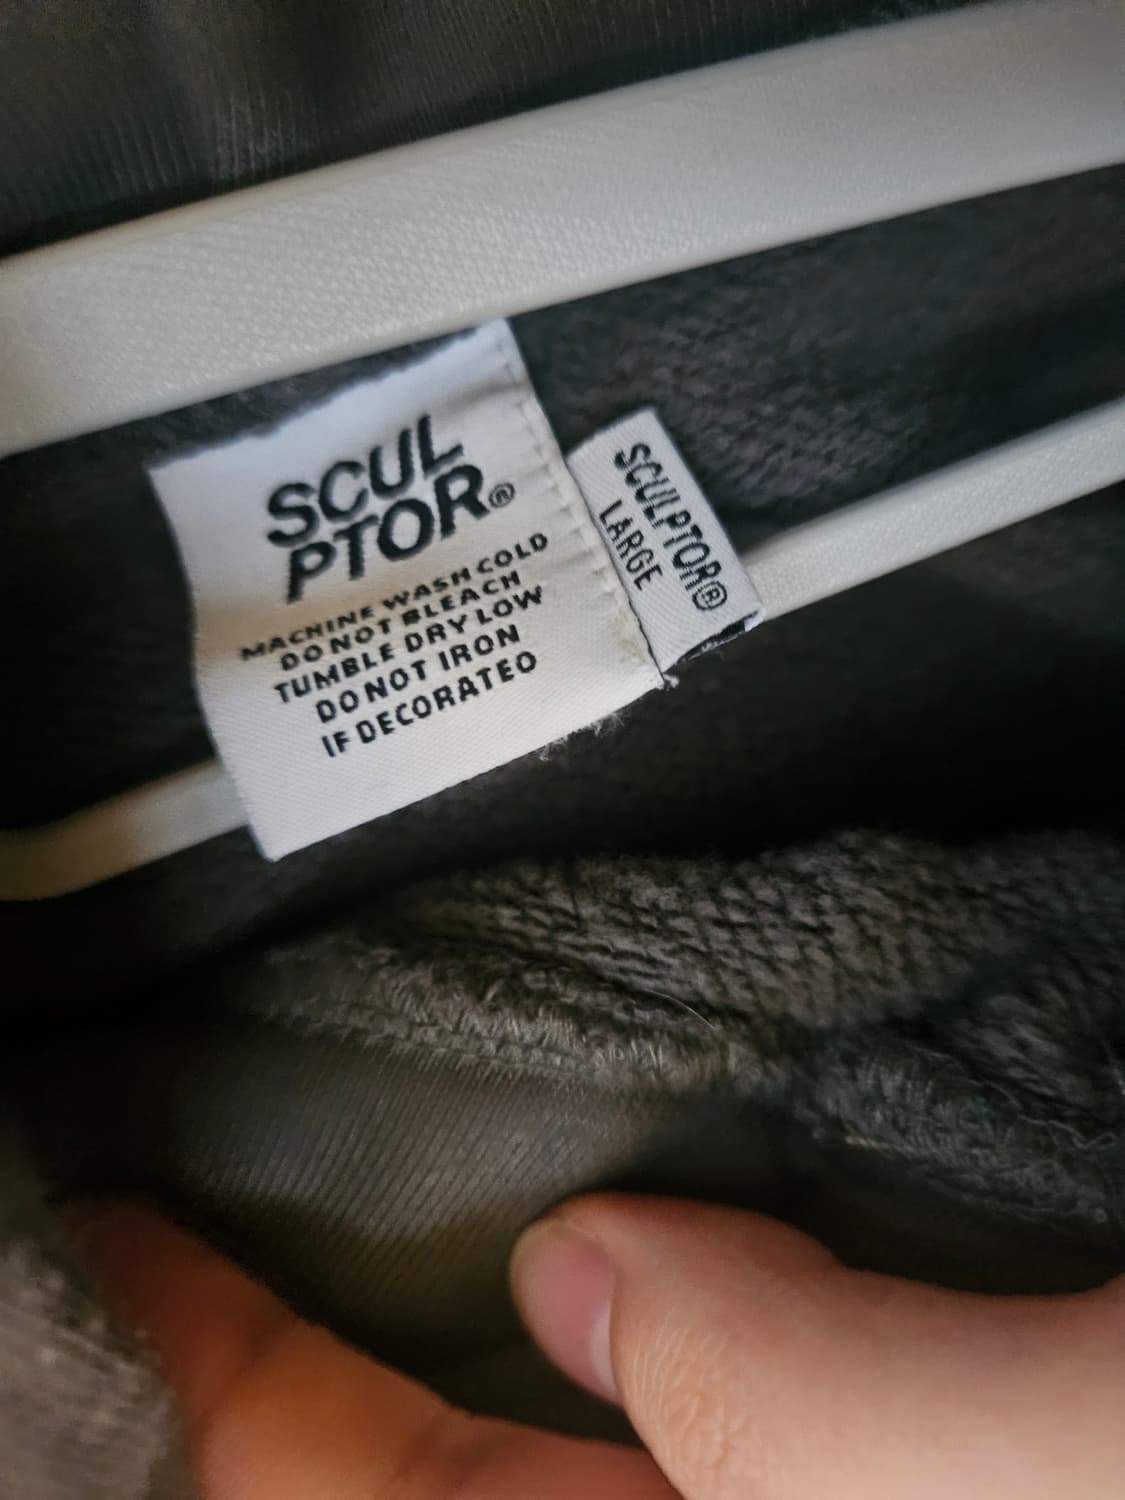 SCUL
PTOR®
MACHINE WASH COLD
DO NOT BLEACH
TUMBLE DRY LOW
DO NOT IRON
IF DECORATED
SCULPTOR®
LARGE